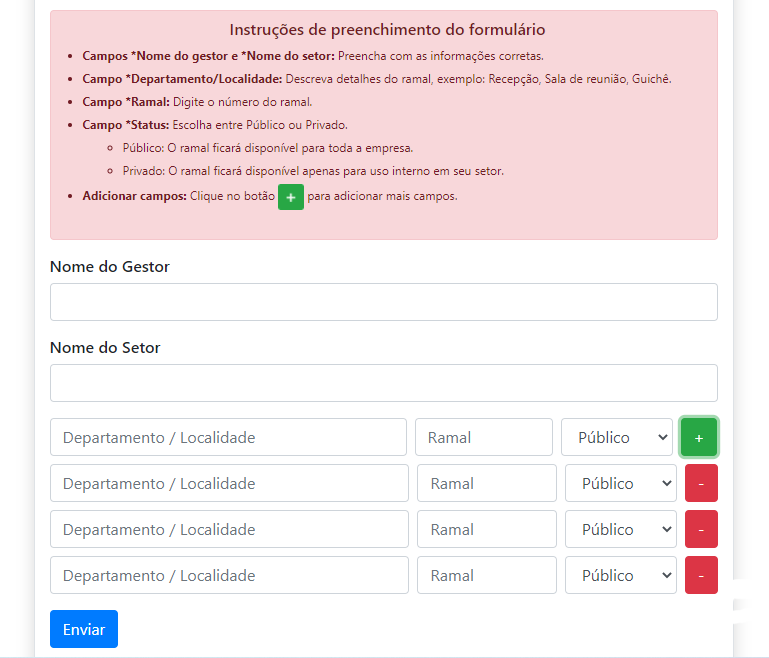 Instruções de preenchimento do formulário
Campos *Nome do gestor e *Nome do setor: Preencha com as informações corretas.
Campo *Departamento/Localidade: Descreva detalhes do ramal, exemplo: Recepção, Sala de reunião, Guichê.
Campo *Ramal: Digite o número do ramal.
Campo *Status: Escolha entre Público ou Privado.
Público: O ramal ficará disponível para toda a empresa.
Privado: O ramal ficará disponível apenas para uso interno em seu setor.
Adicionar campos: Clique no botão + para adicionar mais campos.
Nome do Gestor
Nome do Setor
Departamento / Localidade Ramal Público +
Departamento / Localidade Ramal Público -
Departamento / Localidade Ramal Público -
Departamento / Localidade Ramal Público -
Enviar